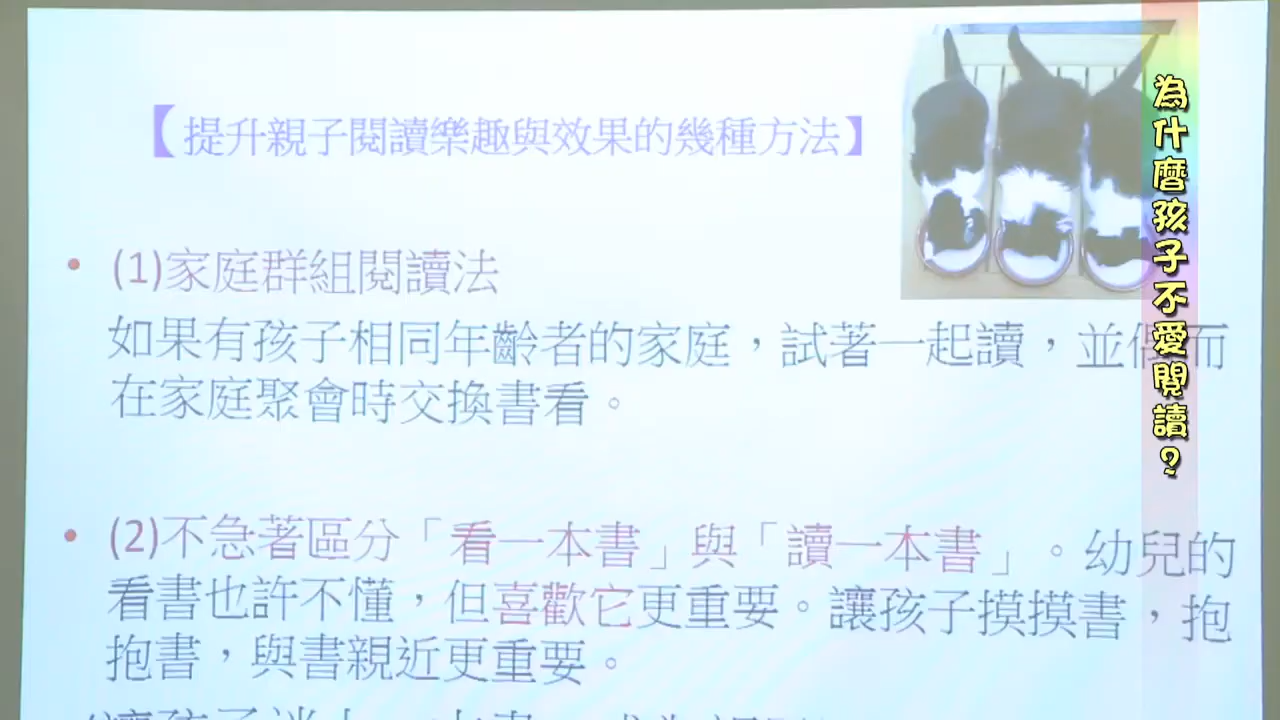 【提升親子閱讀樂趣與效果的幾種方法】
• (1)家庭群組閱讀法
如果有孩子相同年齡者的家庭，試著一起讀，並 而
在家庭聚會時交換書看。
• (2)不急著區分「看一本書」與「讀一本書」。幼兒的
看書也許不懂，但喜歡它更重要。讓孩子摸摸書，抱
抱書，與書親近更重要。
為什麼孩子不愛閱讀？